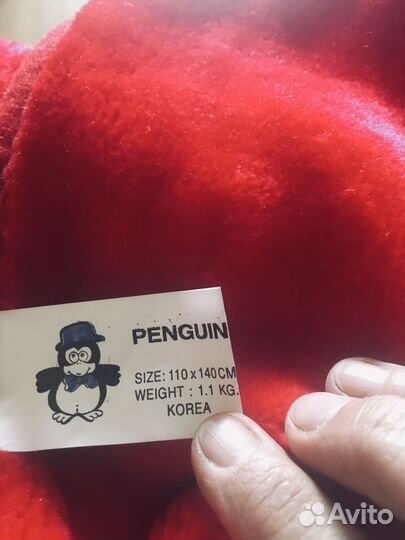 PENGUIN
SIZE: 110 x 140 CM
WEIGHT : 1.1 KG.
KOREA
Avito